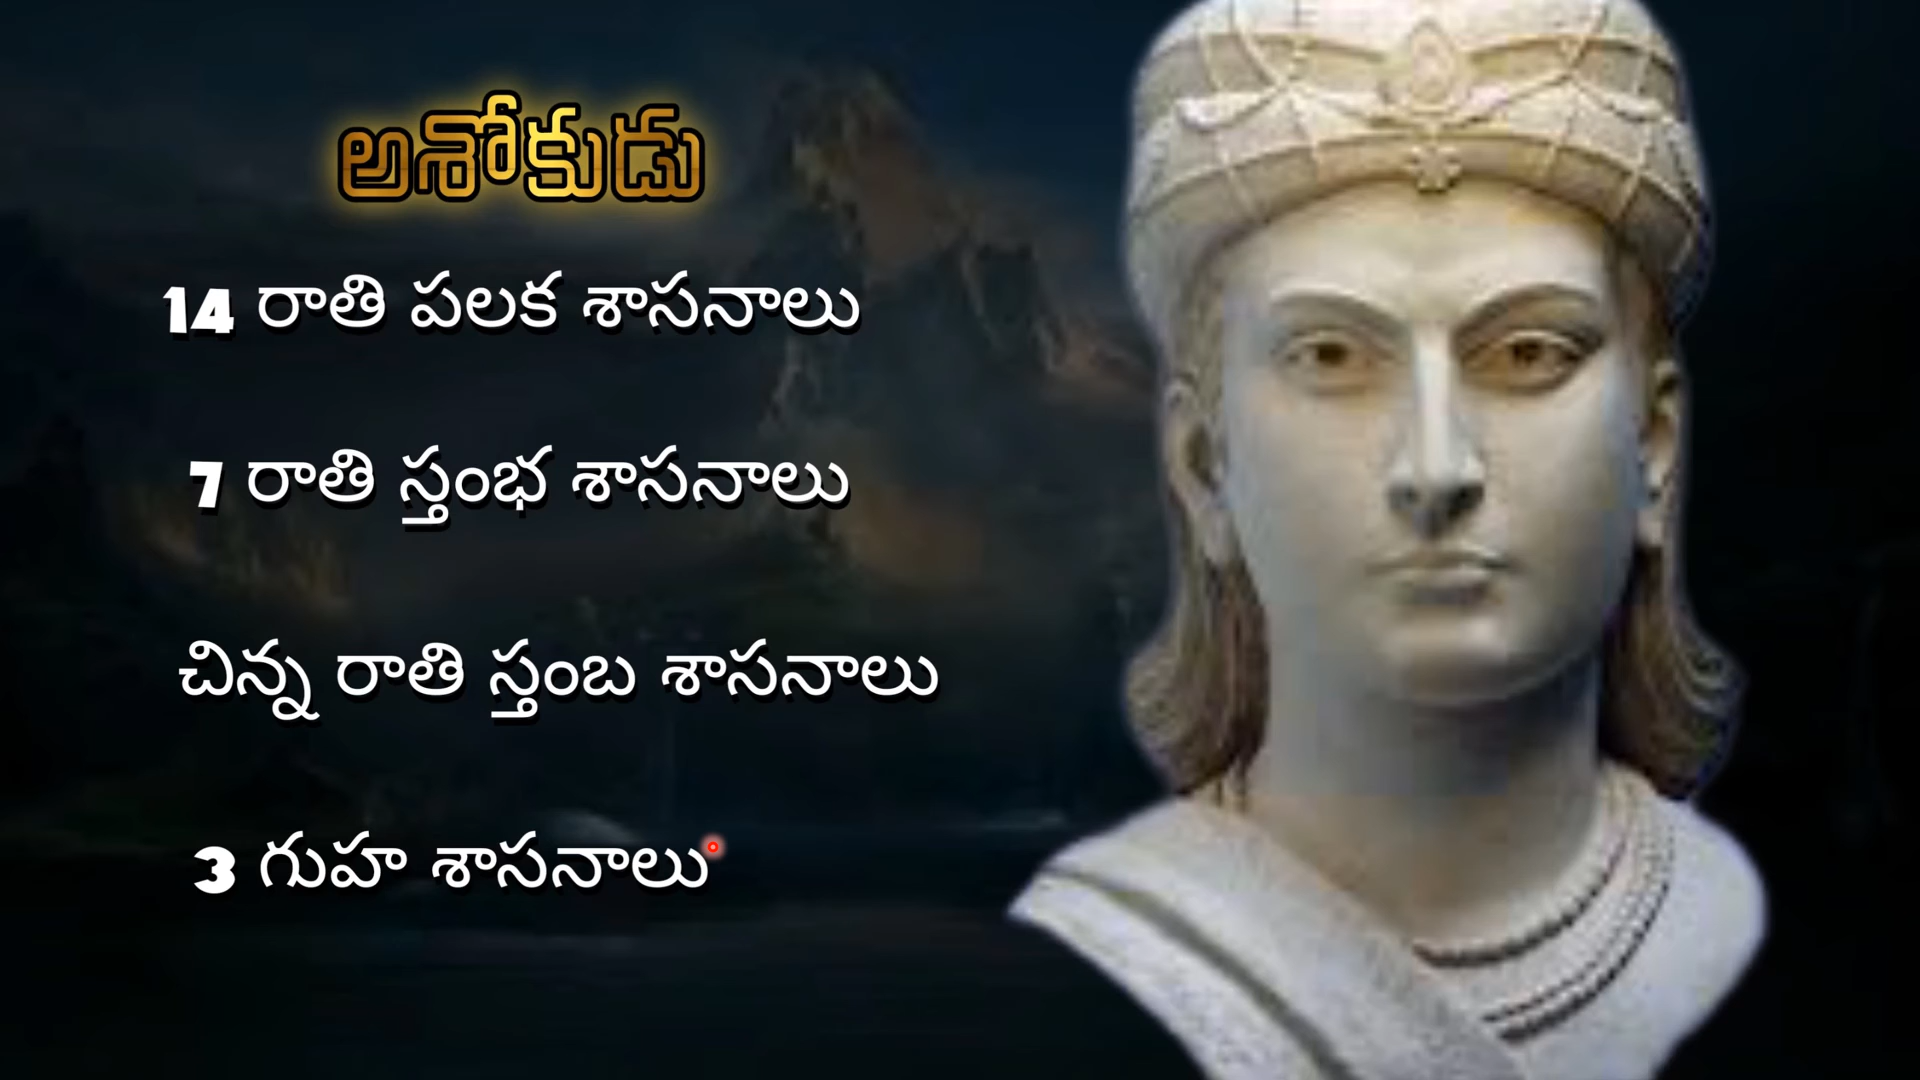 అశోకుడు
14 రాతి పలక శాసనాలు
7 రాతి స్తంభ శాసనాలు
చిన్న రాతి స్తంబ శాసనాలు
3 గుహ శాసనాలు